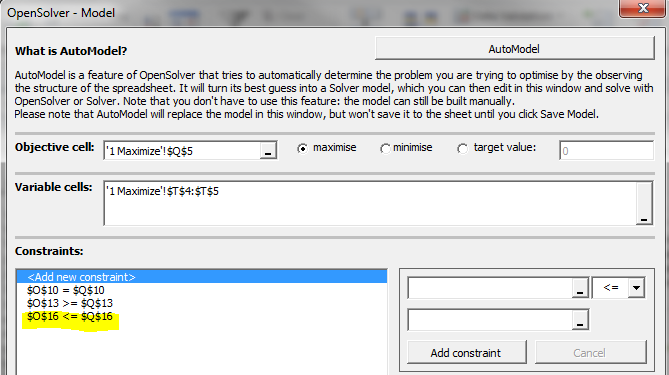 OpenSolver - Model
What is AutoModel?
AutoModel
AutoModel is a feature of OpenSolver that tries to automatically determine the problem you are trying to optimise by the observing
the structure of the spreadsheet. It will turn its best guess into a Solver model, which you can then edit in this window and solve with
OpenSolver or Solver. Note that you don't have to use this feature: the model can still be built manually.
Please note that AutoModel will replace the model in this window, but won't save it to the sheet until you click Save Model.
Objective cell: '1 Maximize'!$Q$5 _ maximise minimise target value: 0
Variable cells: '1 Maximize'!$T$4:$T$5 _
Constraints:
<Add new constraint>
$O$10 = $Q$10
$O$13 >= $Q$13
$O$16 <= $Q$16
_ <=
_
Add constraint Cancel